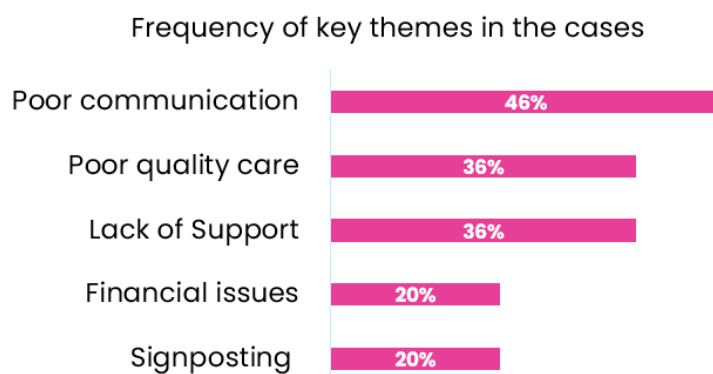 Frequency of key themes in the cases
Poor communication 46%
Poor quality care 36%
Lack of Support 36%
Financial issues 20%
Signposting 20%